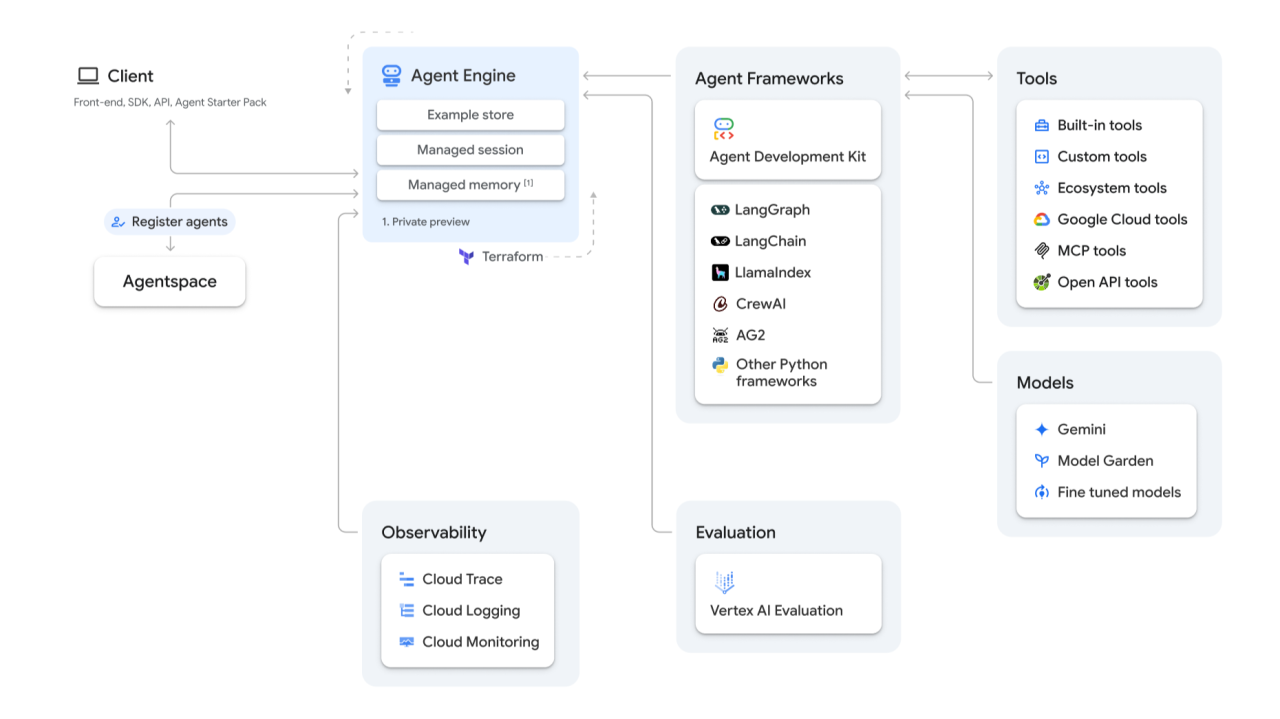 Client
Front-end, SDK, API, Agent Starter Pack
Register agents
Agentspace
Agent Engine
Example store
Managed session
Managed memory [1]
1. Private preview
Terraform
Agent Frameworks
Agent Development Kit
LangGraph
LangChain
LlamaIndex
CrewAI
AG2
AG2
Other Python
frameworks
Tools
Built-in tools
Custom tools
Ecosystem tools
Google Cloud tools
MCP tools
Open API tools
Models
Gemini
Model Garden
Fine tuned models
Observability
Cloud Trace
Cloud Logging
Cloud Monitoring
Evaluation
Vertex AI Evaluation